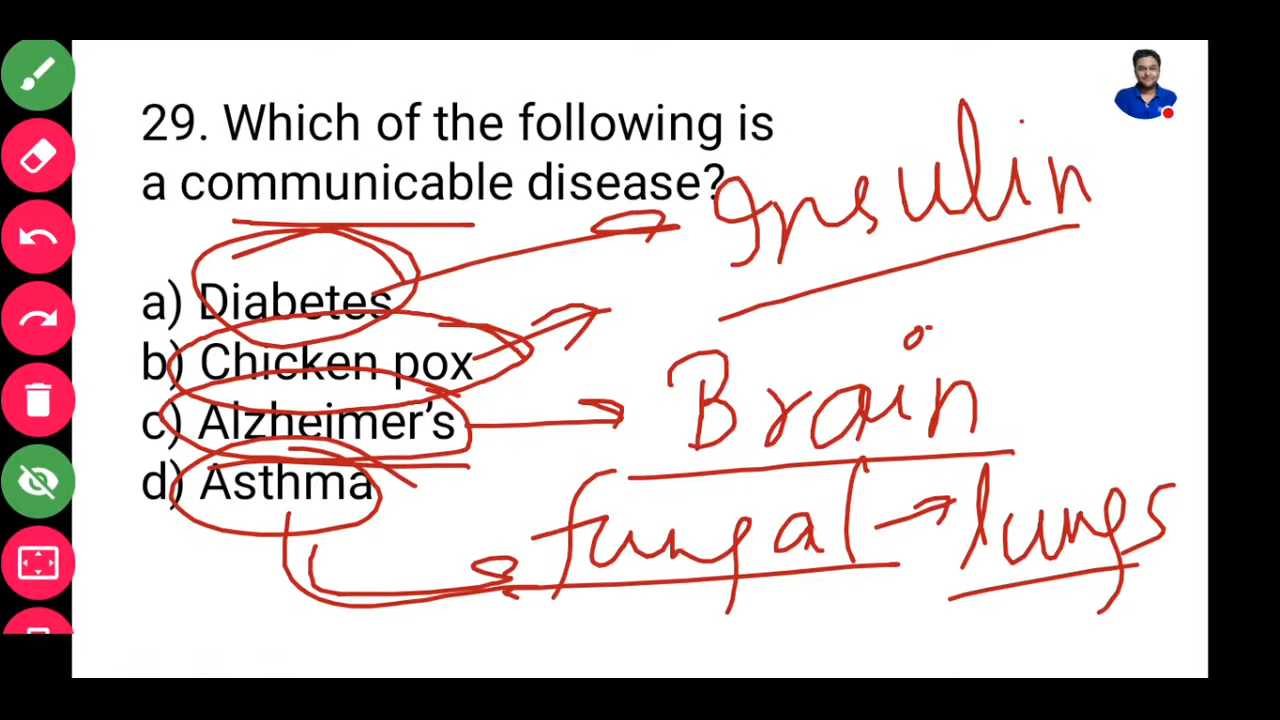 29. Which of the following is
a communicable disease?
Insulin
a) Diabetes
b) Chicken pox
Brain
c) Alzheimer's
d) Asthma
fungal → lungs